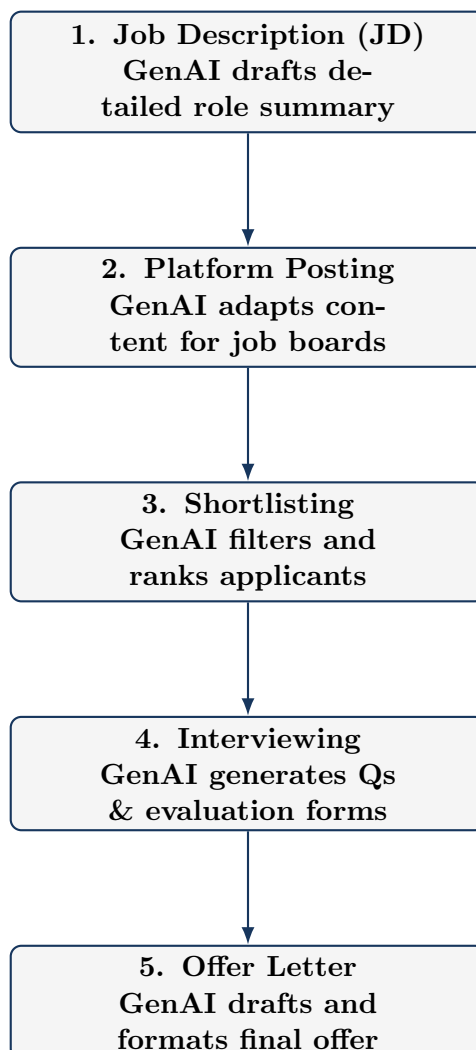 1. Job Description (JD)
GenAI drafts de-
tailed role summary
2. Platform Posting
GenAI adapts con-
tent for job boards
3. Shortlisting
GenAI filters and
ranks applicants
4. Interviewing
GenAI generates Qs
& evaluation forms
5. Offer Letter
GenAI drafts and
formats final offer